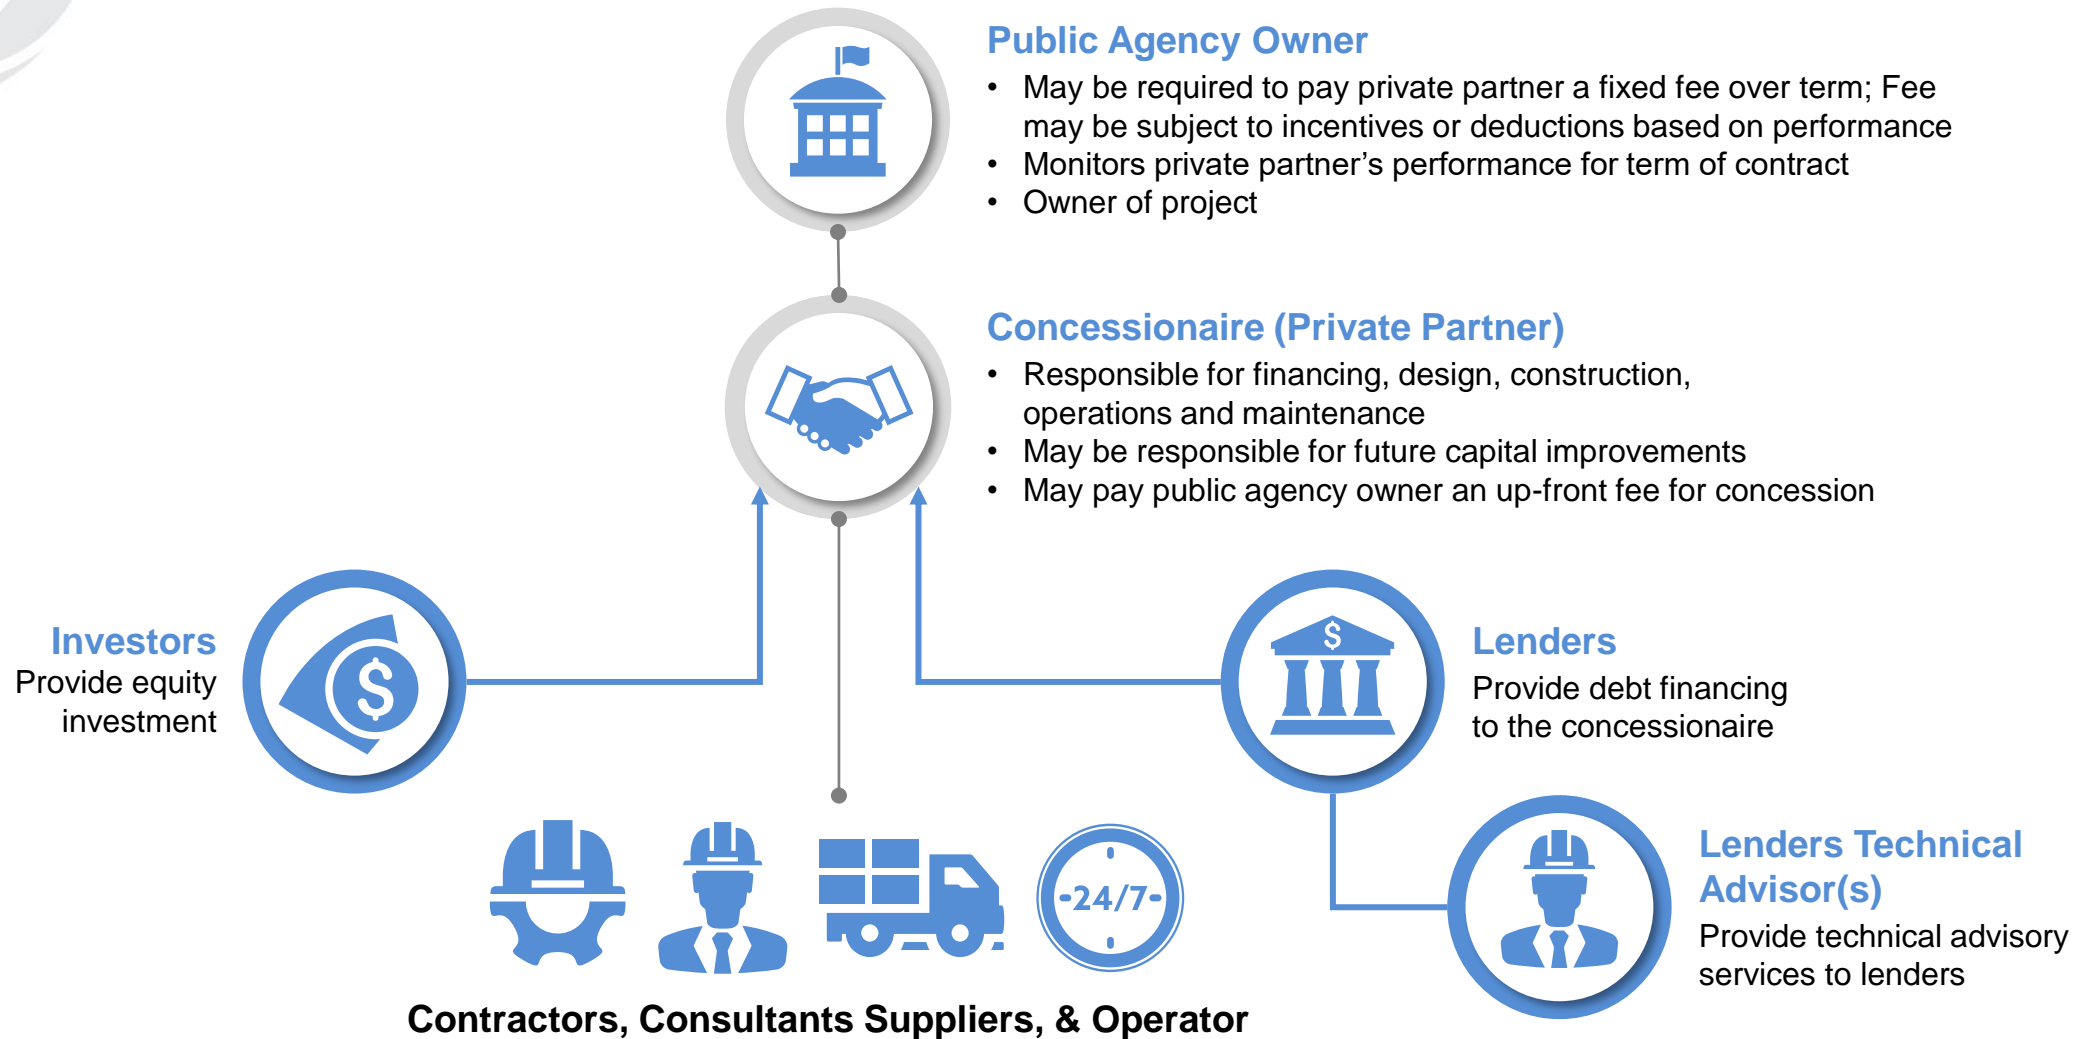 Public Agency Owner
• May be required to pay private partner a fixed fee over term; Fee
may be subject to incentives or deductions based on performance
• Monitors private partner’s performance for term of contract
• Owner of project
Concessionaire (Private Partner)
• Responsible for financing, design, construction,
operations and maintenance
• May be responsible for future capital improvements
• May pay public agency owner an up-front fee for concession
Investors
Provide equity
investment
$
$
Lenders
Provide debt financing
to the concessionaire
24/7
Lenders Technical
Advisor(s)
Provide technical advisory
services to lenders
Contractors, Consultants Suppliers, & Operator